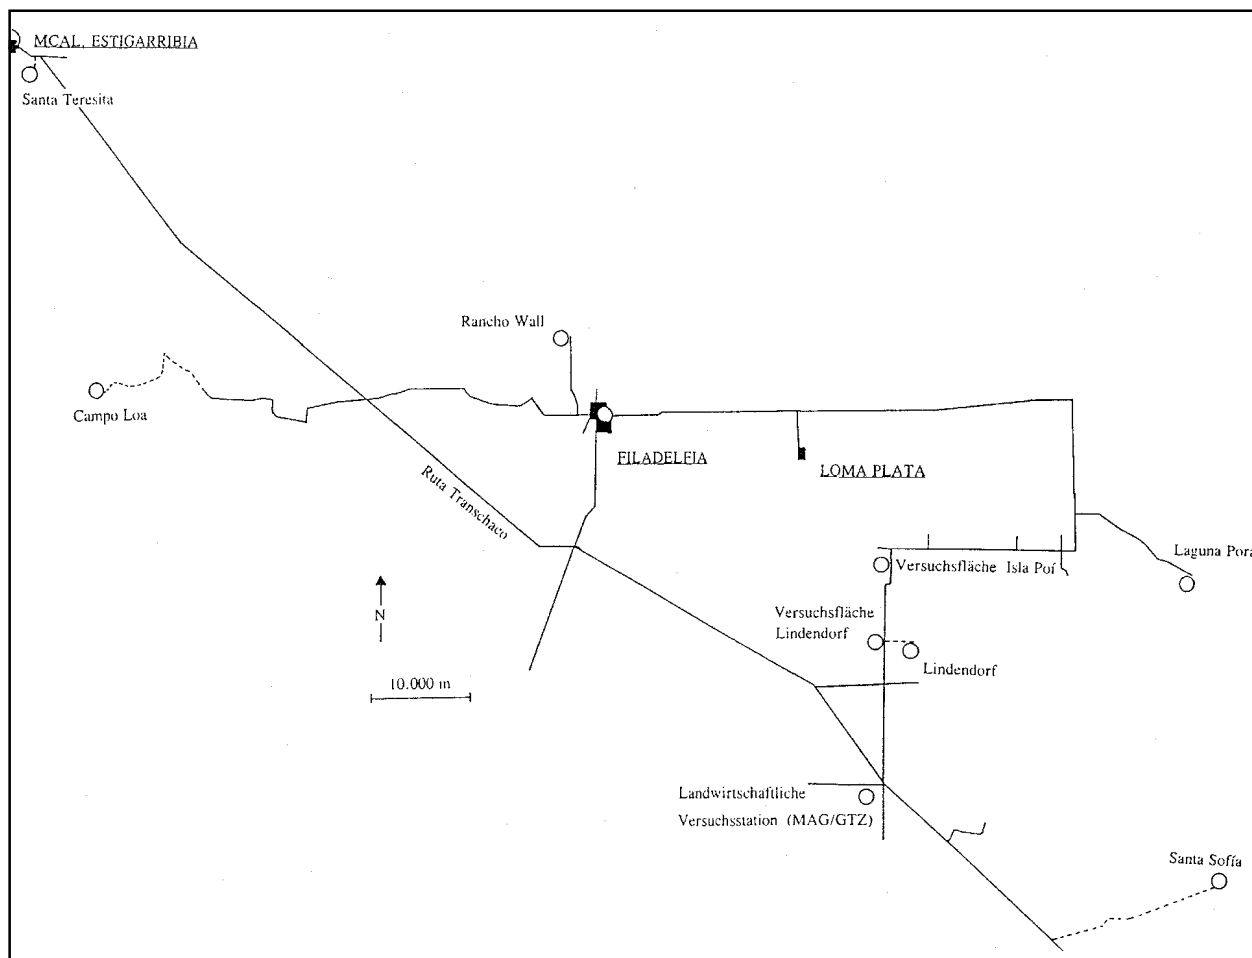 MCAL. ESTIGARRIBIA
Santa Teresita
Rancho Wall
Campo Loa
FILADELFIA
LOMA PLATA
Ruta Transchaco
Laguna Pora
Versuchsfläche Isla Poí
N
Versuchsfläche
Lindendorf
Lindendorf
10.000 m
Landwirtschaftliche
Versuchsstation (MAG/GTZ)
Santa Sofía